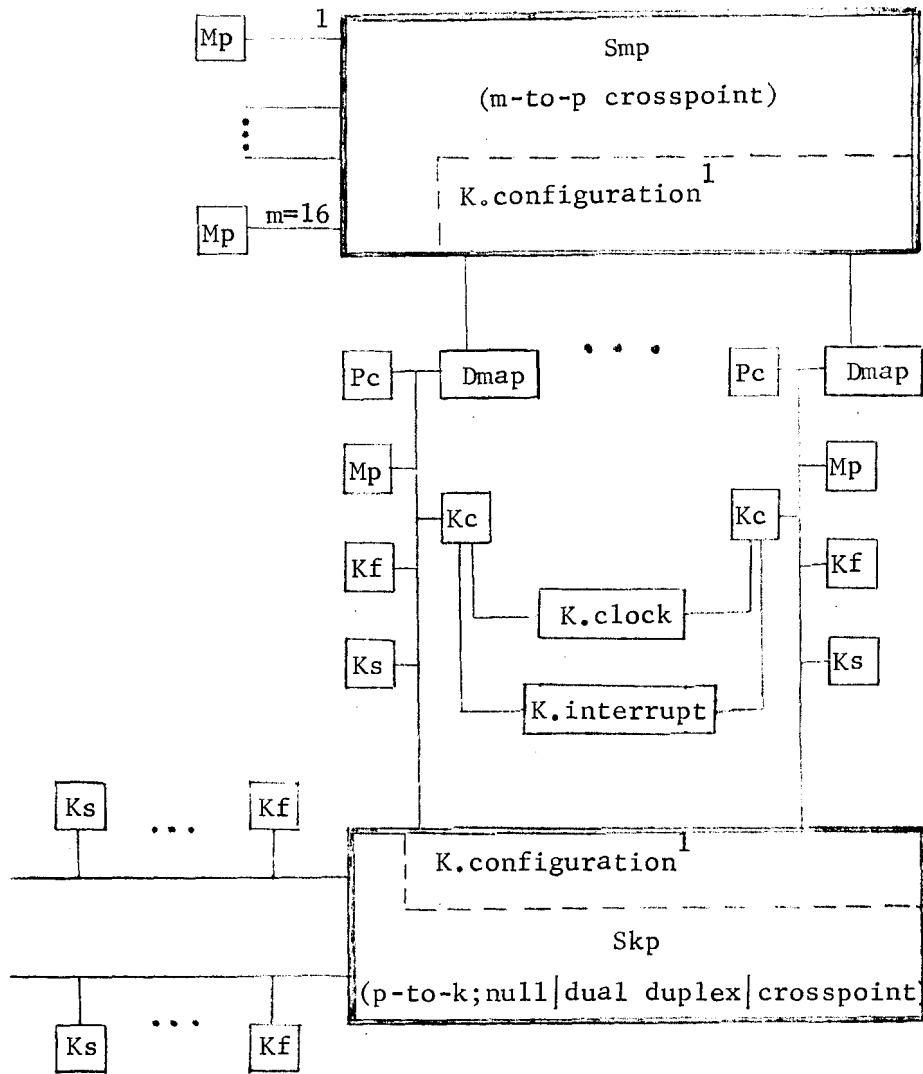 1
Mp
Smp
(m-to-p crosspoint)
K.configuration1
m=16
Mp
Pc
Dmap
Pc
Dmap
Mp
Mp
Kc
Kc
Kf
Kf
K.clock
Ks
Ks
K.interrupt
Ks
Kf
K.configuration1
Skp
(p-to-k;null|dual duplex|crosspoint)
Ks
Kf